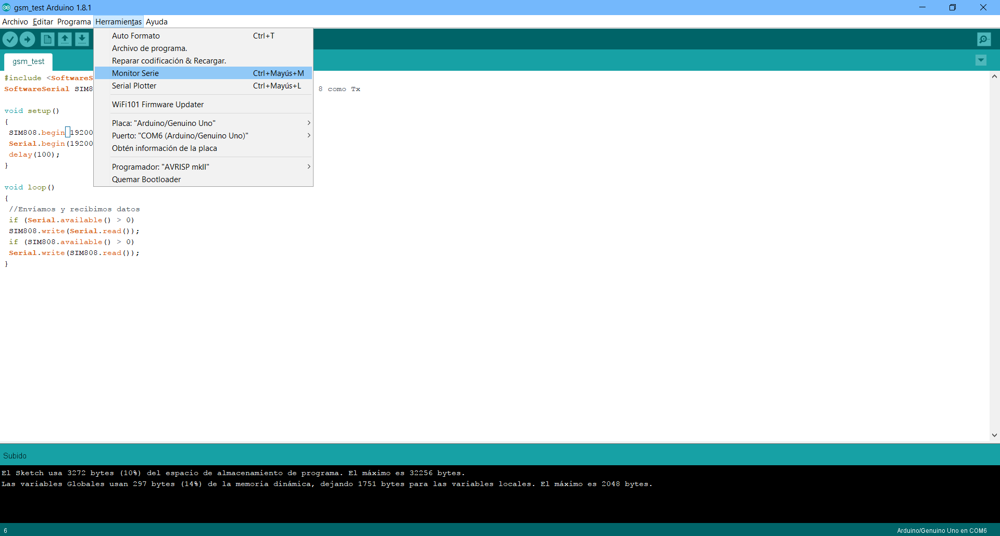 gsm_test Arduino 1.8.1
Archivo Editar Programa Herramientas Ayuda
Auto Formato Ctrl+T
Archivo de programa.
Reparar codificación & Recargar.
Monitor Serie Ctrl+Mayús+M
Serial Plotter Ctrl+Mayús+L
WiFi101 Firmware Updater
Placa: "Arduino/Genuino Uno"
Puerto: "COM6 (Arduino/Genuino Uno)"
Obtén información de la placa
Programador: "AVRISP mkII"
Quemar Bootloader
gsm_test
#include <SoftwareS
SoftwareSerial SIM8 8 como Tx
void setup()
{
SIM808.begin 19200
Serial.begin(19200
delay(100);
}
void loop()
{
//Envíamos y recibimos datos
if (Serial.available() > 0)
SIM808.write(Serial.read());
if (SIM808.available() > 0)
Serial.write(SIM808.read());
}
Subido
El Sketch usa 3272 bytes (10%) del espacio de almacenamiento de programa. El máximo es 32256 bytes.
Las variables Globales usan 297 bytes (14%) de la memoria dinámica, dejando 1751 bytes para las variables locales. El máximo es 2048 bytes.
6 Arduino/Genuino Uno en COM6